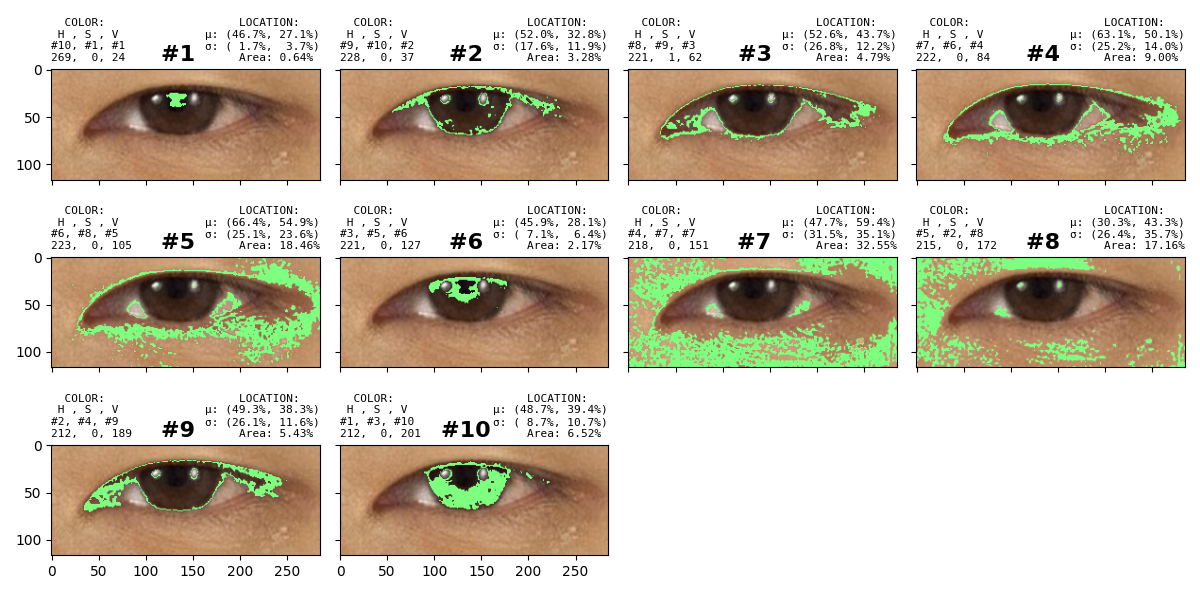 COLOR: LOCATION:
H , S , V μ: (46.7%, 27.1%)
#10, #1, #1 #1 σ: ( 1.7%, 3.7%)
269, 0, 24 Area: 0.64%
COLOR: LOCATION:
H , S , V μ: (52.0%, 32.8%)
#9, #10, #2 #2 σ: (17.6%, 11.9%)
228, 0, 37 Area: 3.28%
COLOR: LOCATION:
H , S , V μ: (52.6%, 43.7%)
#8, #9, #3 #3 σ: (26.8%, 12.2%)
221, 1, 62 Area: 4.79%
COLOR: LOCATION:
H , S , V μ: (63.1%, 50.1%)
#7, #6, #4 #4 σ: (25.2%, 14.0%)
222, 0, 84 Area: 9.00%
0
50
100
COLOR: LOCATION:
H , S , V μ: (66.4%, 54.9%)
#6, #8, #5 #5 σ: (25.1%, 23.6%)
223, 0, 105 Area: 18.46%
COLOR: LOCATION:
H , S , V μ: (45.9%, 28.1%)
#3, #5, #6 #6 σ: ( 7.1%, 6.4%)
221, 0, 127 Area: 2.17%
COLOR: LOCATION:
H , S , V μ: (47.7%, 59.4%)
#4, #7, #7 #7 σ: (31.5%, 35.1%)
218, 0, 151 Area: 32.55%
COLOR: LOCATION:
H , S , V μ: (30.3%, 43.3%)
#5, #2, #8 #8 σ: (26.4%, 35.7%)
215, 0, 172 Area: 17.16%
0
50
100
COLOR: LOCATION:
H , S , V μ: (49.3%, 38.3%)
#2, #4, #9 #9 σ: (26.1%, 11.6%)
212, 0, 189 Area: 5.43%
COLOR: LOCATION:
H , S , V μ: (48.7%, 39.4%)
#1, #3, #10 #10 σ: ( 8.7%, 10.7%)
212, 0, 201 Area: 6.52%
0
50
100
0 50 100 150 200 250
0 50 100 150 200 250